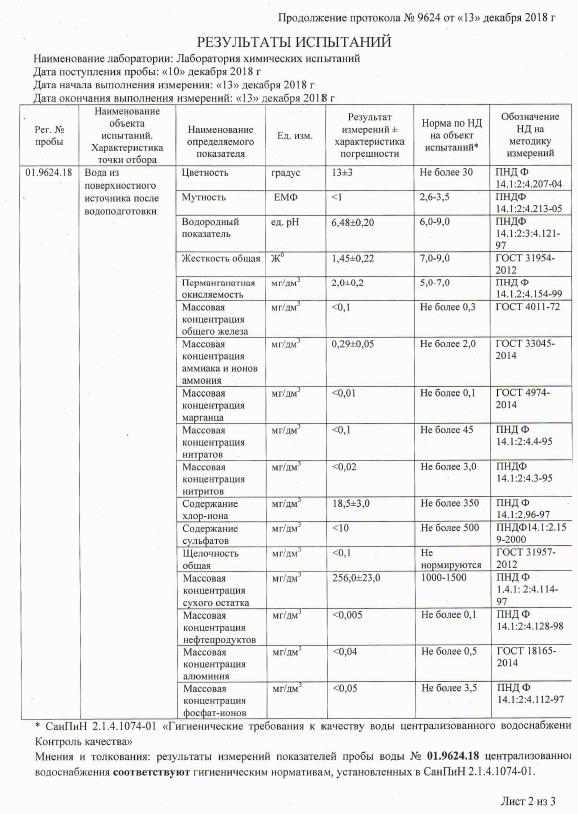 Продолжение протокола № 9624 от «13» декабря 2018 г
РЕЗУЛЬТАТЫ ИСПЫТАНИЙ
Наименование лаборатории: Лаборатория химических испытаний
Дата поступления пробы: «10» декабря 2018 г
Дата начала выполнения измерения: «13» декабря 2018 г
Дата окончания выполнения измерений: «13» декабря 2018 г
Рег. №
пробы
Наименование
объекта
испытаний.
Характеристика
точки отбора
Наименование
определяемого
показателя
Ед. изм.
Результат
измерений ±
характеристика
погрешности
Норма по НД
на объект
испытаний*
Обозначение
НД на
методику
измерений
01.9624.18
Вода из
поверхностного
источника после
водоподготовки
Цветность
градус
13±3
Не более 30
ПНД Ф
14.1:2:4.207-04
Мутность
ЕМФ
<1
2,6-3,5
ПНДФ
14.1:2:4.213-05
Водородный
показатель
ед. pH
6,48±0,20
6,0-9,0
ПНДФ
14.1:2:3:4.121-
97
Жесткость общая
Ж⁰
1,45±0,22
7,0-9,0
ГОСТ 31954-
2012
Перманганатная
окисляемость
мг/дм³
2,0±0,2
5,0-7,0
ПНД Ф
14.1.2:4.154-99
Массовая
концентрация
общего железа
мг/дм³
<0,1
Не более 0,3
ГОСТ 4011-72
Массовая
концентрация
аммиака и ионов
аммония
мг/дм³
0,29±0,05
Не более 2,0
ГОСТ 33045-
2014
Массовая
концентрация
марганца
мг/дм³
<0,01
Не более 0,1
ГОСТ 4974-
2014
Массовая
концентрация
нитратов
мг/дм³
<0,1
Не более 45
ПНД Ф
14.1:2:4.4-95
Массовая
концентрация
нитритов
мг/дм³
<0,02
Не более 3,0
ПНДФ
14.1:2:4.3-95
Содержание
хлор-иона
мг/дм³
18,5±3,0
Не более 350
ПНД Ф
14.1:2.96-97
Содержание
сульфатов
мг/дм³
<10
Не более 500
ПНДФ14.1:2.15
9-2000
Щелочность
общая
мг/дм³
<0,1
Не
нормируются
ГОСТ 31957-
2012
Массовая
концентрация
сухого остатка
мг/дм³
256,0±23,0
1000-1500
ПНД Ф
1.4.1: 2:4.114-
97
Массовая
концентрация
нефтепродуктов
мг/дм³
<0,005
Не более 0,1
ПНД Ф
14.1:2:4.128-98
Массовая
концентрация
алюминия
мг/дм³
<0,04
Не более 0,5
ГОСТ 18165-
2014
Массовая
концентрация
фосфат-ионов
мг/дм³
<0,05
Не более 3,5
ПНД Ф
14.1:2:4.112-97
* СанПиН 2.1.4.1074-01 «Гигиенические требования к качеству воды централизованного водоснабжени
Контроль качества»
Мнения и толкования: результаты измерений показателей пробы воды № 01.9624.18 централизованно
водоснабжения соответствуют гигиеническим нормативам, установленных в СанПиН 2.1.4.1074-01.
Лист 2 из 3